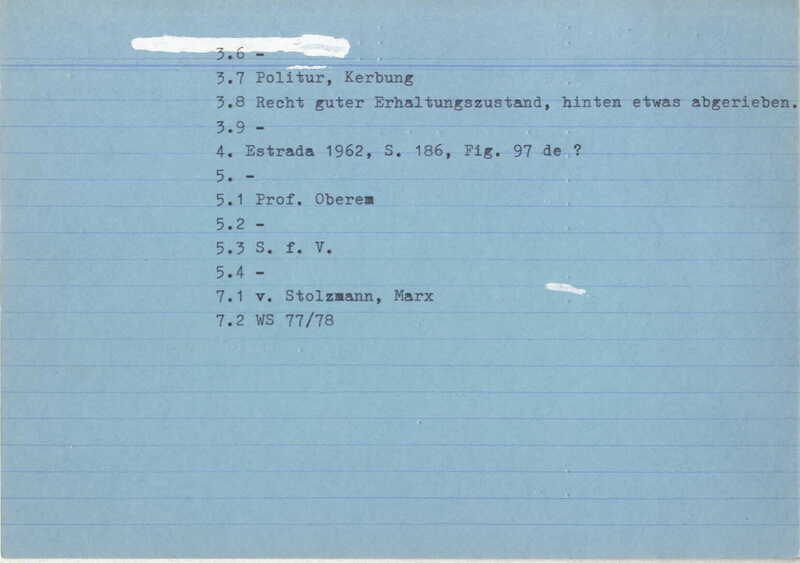 3.6 -
3.7 Politur, Kerbung
3.8 Recht guter Erhaltungszustand, hinten etwas abgerieben.
3.9 -
4. Estrada 1962, S. 186, Fig. 97 de ?
5. -
5.1 Prof. Oberem
5.2 -
5.3 S. f. V.
5.4 -
7.1 v. Stolzmann, Marx
7.2 WS 77/78